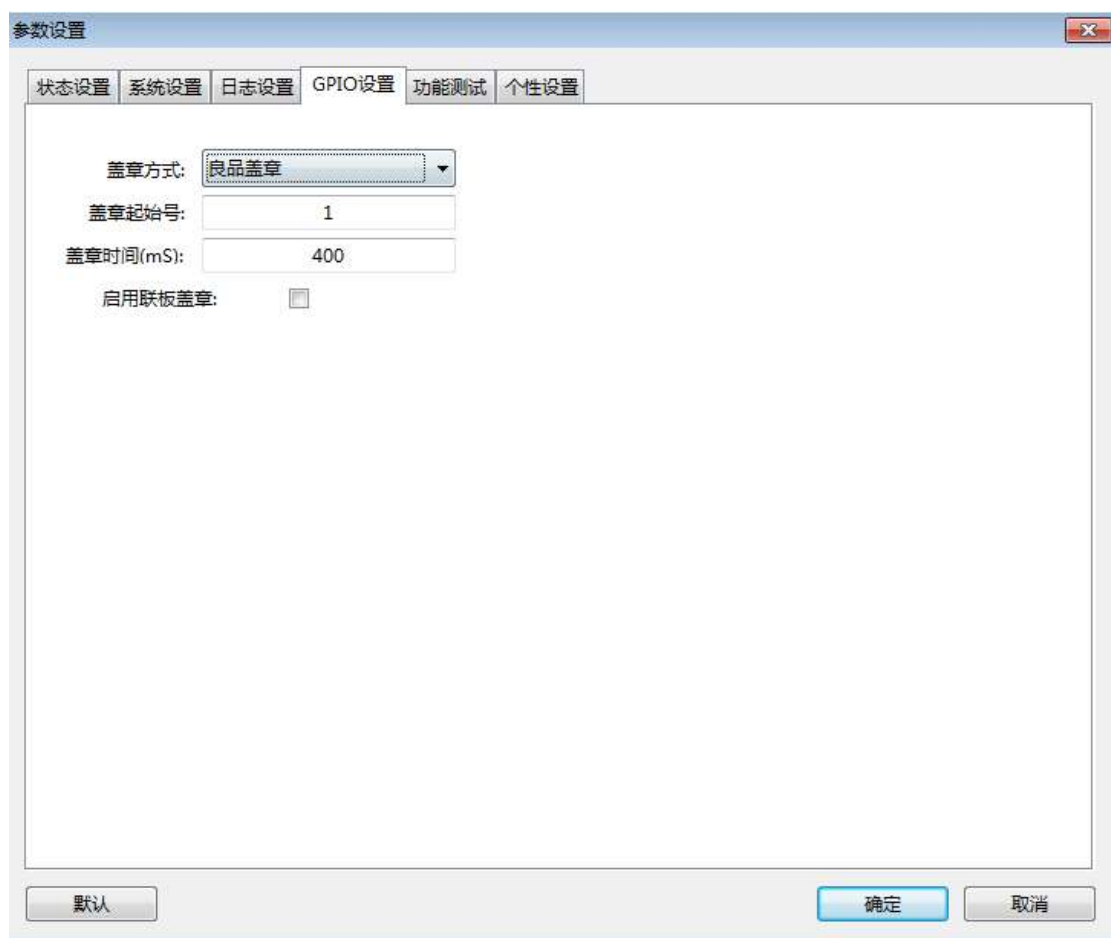 参数设置
状态设置 系统设置 日志设置 GPIO设置 功能测试 个性设置
盖章方式: 良品盖章
盖章起始号: 1
盖章时间(mS): 400
启用联板盖章:
默认 确定 取消